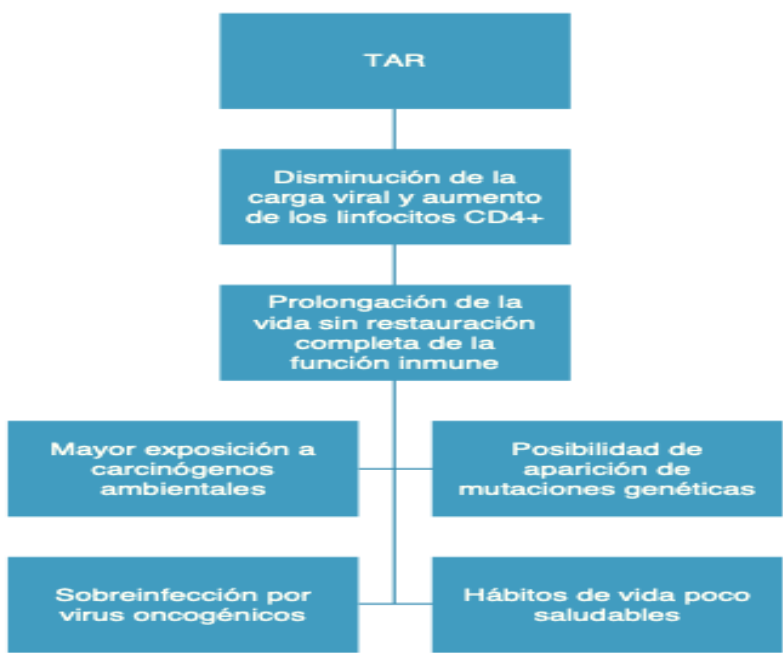 TAR
Disminución de la
carga viral y aumento
de los linfocitos CD4+
Prolongación de la
vida sin restauración
completa de la
función inmune
Mayor exposición a
carcinógenos
ambientales
Posibilidad de
aparición de
mutaciones genéticas
Sobreinfección por
virus oncogénicos
Hábitos de vida poco
saludables